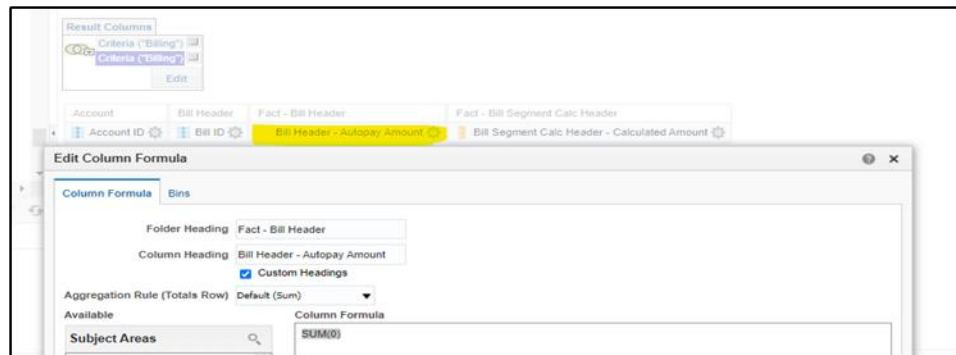 Result Columns
Criteria ("Billing")
Criteria ("Billing")
Edit
Account Bill Header Fact - Bill Header Fact - Bill Segment Calc Header
Account ID Bill ID Bill Header - Autopay Amount Bill Segment Calc Header - Calculated Amount
Edit Column Formula
Column Formula Bins
Folder Heading Fact - Bill Header
Column Heading Bill Header - Autopay Amount
Custom Headings
Aggregation Rule (Totals Row) Default (Sum)
Available Column Formula
Subject Areas SUM(0)